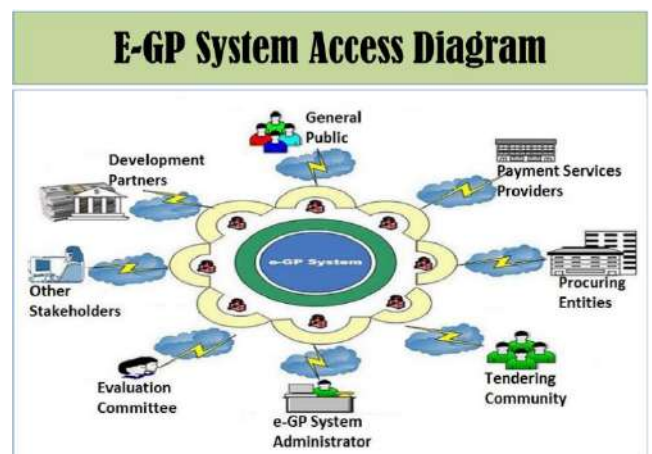 E-GP System Access Diagram
General
Public
Development
Partners
Payment Services
Providers
e-GP System
Other
Stakeholders
Procuring
Entities
Evaluation
Committee
Tendering
Community
e-GP System
Administrator